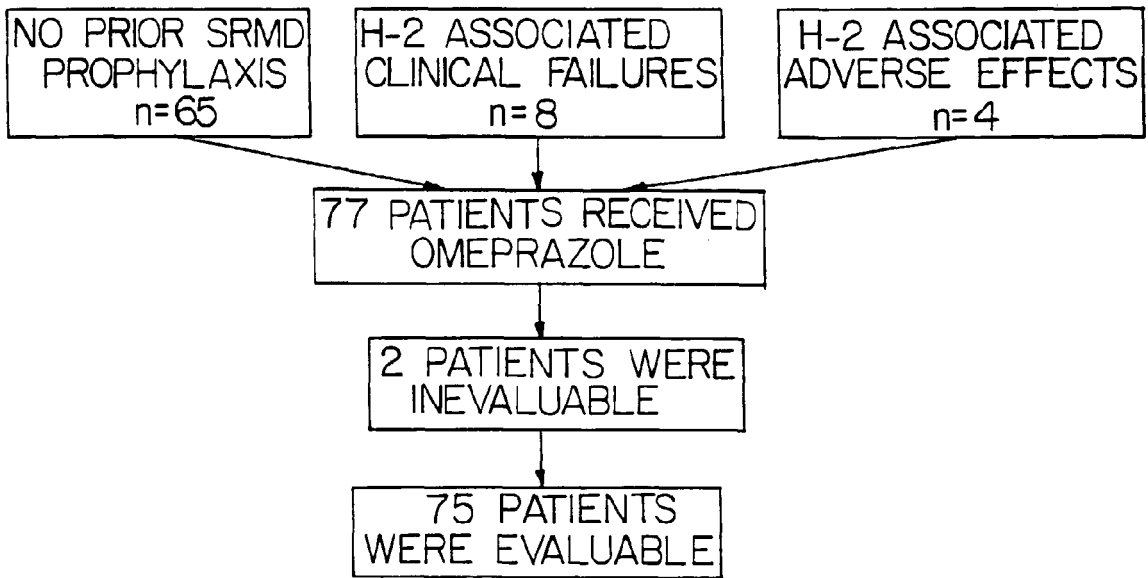 NO PRIOR SRMD
PROPHYLAXIS
n=65
H-2 ASSOCIATED
CLINICAL FAILURES
n=8
H-2 ASSOCIATED
ADVERSE EFFECTS
n=4
77 PATIENTS RECEIVED
OMEPRAZOLE
2 PATIENTS WERE
INEVALUABLE
75 PATIENTS
WERE EVALUABLE